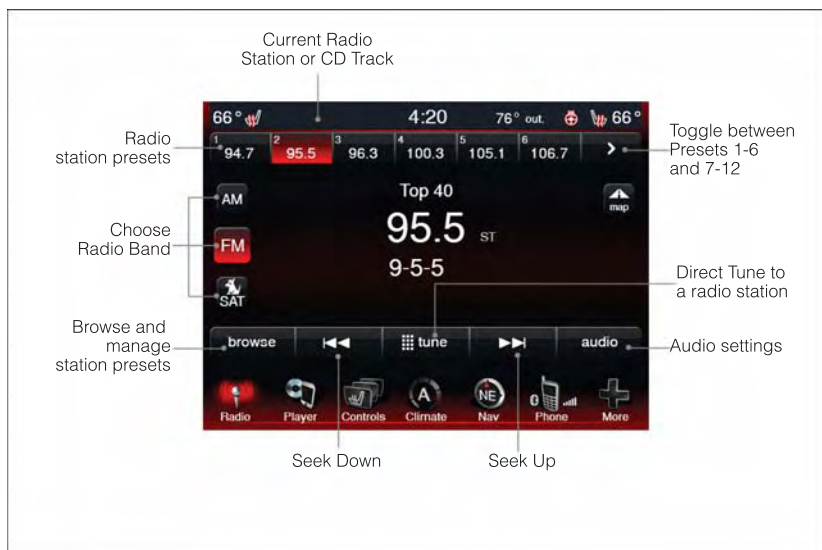 Current Radio
Station or CD Track
66° 4:20 76° out. 66°
Radio
station presets
1 94.7 2 95.5 3 96.3 4 100.3 5 105.1 6 106.7 >
Toggle between
Presets 1-6
and 7-12
AM
Top 40
map
Choose
Radio Band
FM
95.5 ST
9-5-5
SAT
Direct Tune to
a radio station
Browse and
manage
station presets
browse tune audio
Audio settings
A NE
Radio Player Controls Climate Nav Phone More
Seek Down Seek Up